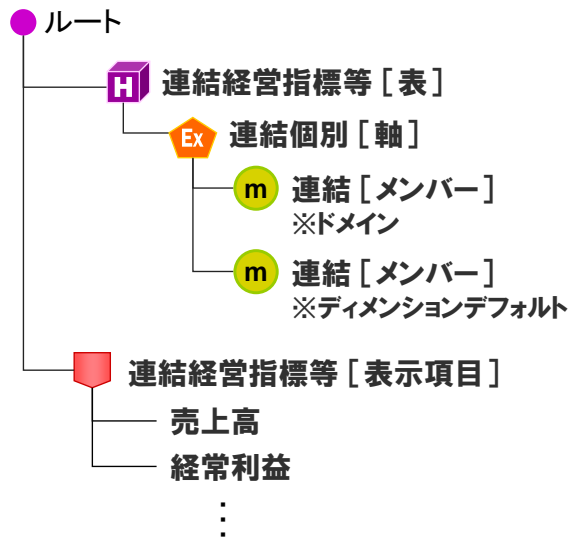 ルート
H 連結経営指標等［表］
Ex 連結個別［軸］
m 連結［メンバー］
※ドメイン
m 連結［メンバー］
※ディメンションデフォルト
連結経営指標等［表示項目］
売上高
経常利益
⋮